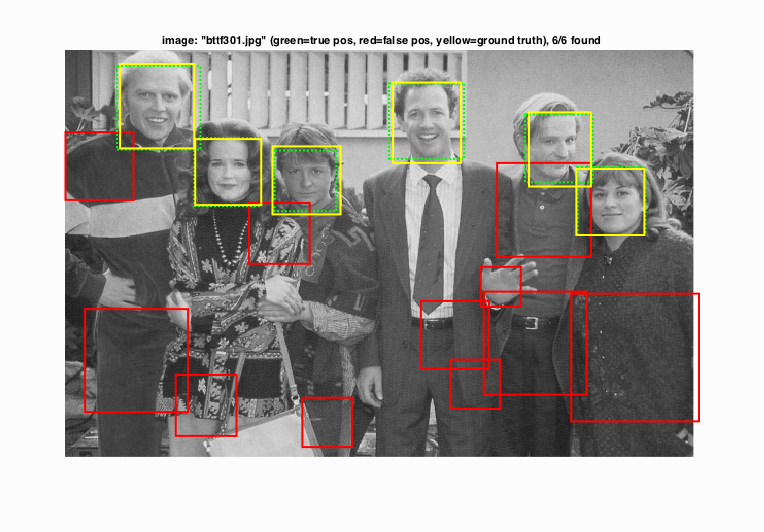 image: "bttf301.jpg" (green=true pos, red=false pos, yellow=ground truth), 6/6 found